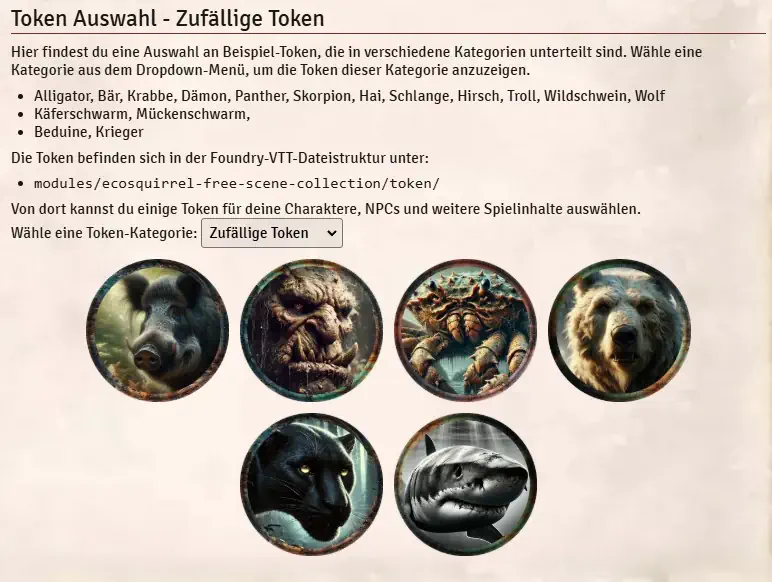 Token Auswahl - Zufällige Token
Hier findest du eine Auswahl an Beispiel-Token, die in verschiedene Kategorien unterteilt sind. Wähle eine
Kategorie aus dem Dropdown-Menü, um die Token dieser Kategorie anzuzeigen.
• Alligator, Bär, Krabbe, Dämon, Panther, Skorpion, Hai, Schlange, Hirsch, Troll, Wildschwein, Wolf
• Käferschwarm, Mückenschwarm,
• Beduine, Krieger
Die Token befinden sich in der Foundry-VTT-Dateistruktur unter:
• modules/ecosquirrel-free-scene-collection/token/
Von dort kannst du einige Token für deine Charaktere, NPCs und weitere Spielinhalte auswählen.
Wähle eine Token-Kategorie: Zufällige Token